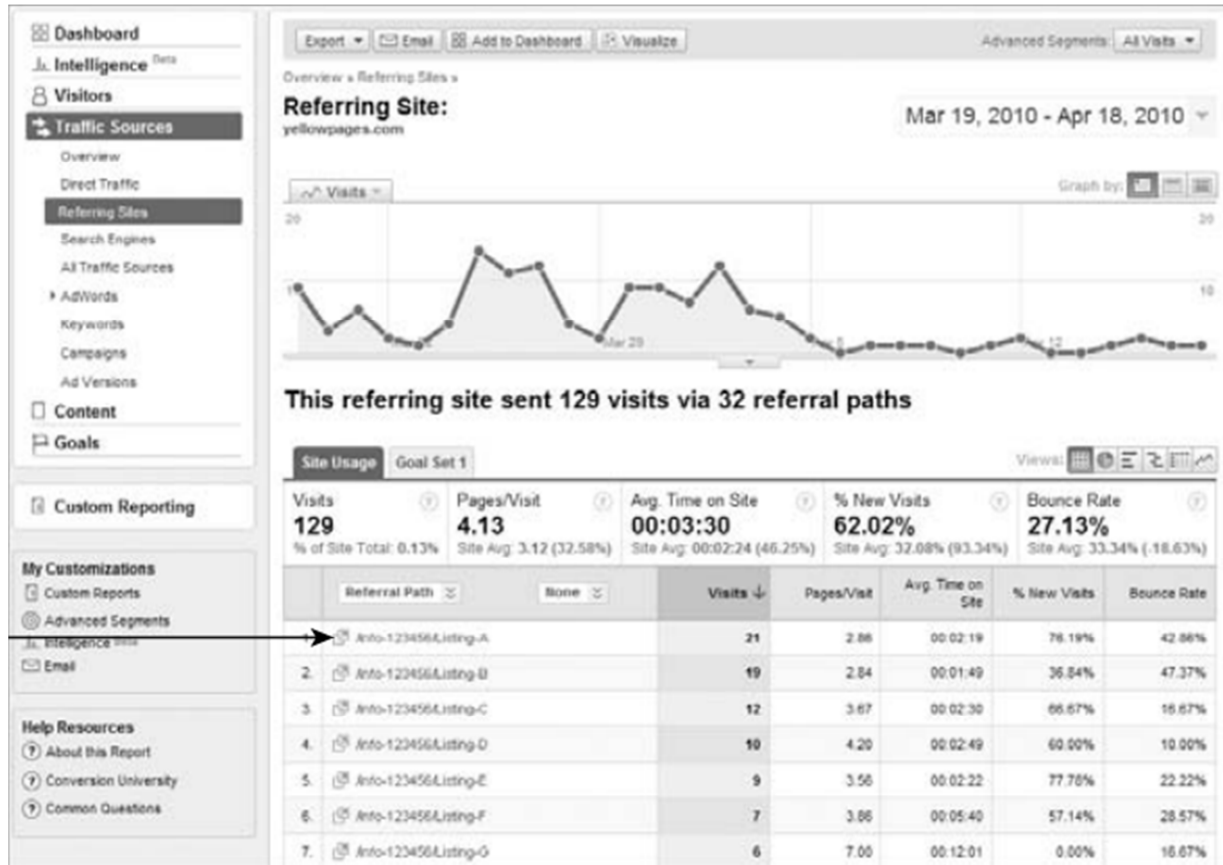 Dashboard
Intelligence Beta
Visitors
Traffic Sources
Overview
Direct Traffic
Referring Sites
Search Engines
All Traffic Sources
AdWords
Keywords
Campaigns
Ad Versions
Content
Goals
Custom Reporting
My Customizations
Custom Reports
Advanced Segments
Intelligence Beta
Email
Help Resources
About this Report
Conversion University
Common Questions
Export Email Add to Dashboard Visualize
Advanced Segments: All Visits
Overview » Referring Sites »
Referring Site:
yellowpages.com
Mar 19, 2010 - Apr 18, 2010
Visits
Graph by:
20 20
10
Mar 29
12
This referring site sent 129 visits via 32 referral paths
Site Usage Goal Set 1
Views:
Visits Pages/Visit Avg. Time on Site % New Visits Bounce Rate
129 4.13 00:03:30 62.02% 27.13%
% of Site Total: 0.13% Site Avg: 3.12 (32.58%) Site Avg: 00:02:24 (46.25%) Site Avg: 32.08% (93.34%) Site Avg: 33.34% (-18.63%)
Referral Path None Visits Pages/Visit Avg. Time on Site % New Visits Bounce Rate
/info-123456/Listing-A 21 2.86 00:02:19 76.19% 42.86%
2. /info-123456/Listing-B 19 2.84 00:01:49 36.84% 47.37%
3. /info-123456/Listing-C 12 3.67 00:02:30 66.67% 16.67%
4. /info-123456/Listing-D 10 4.20 00:02:49 60.00% 10.00%
5. /info-123456/Listing-E 9 3.56 00:02:22 77.78% 22.22%
6. /info-123456/Listing-F 7 3.86 00:05:40 57.14% 28.57%
7. /info-123456/Listing-G 6 7.00 00:12:01 0.00% 16.67%